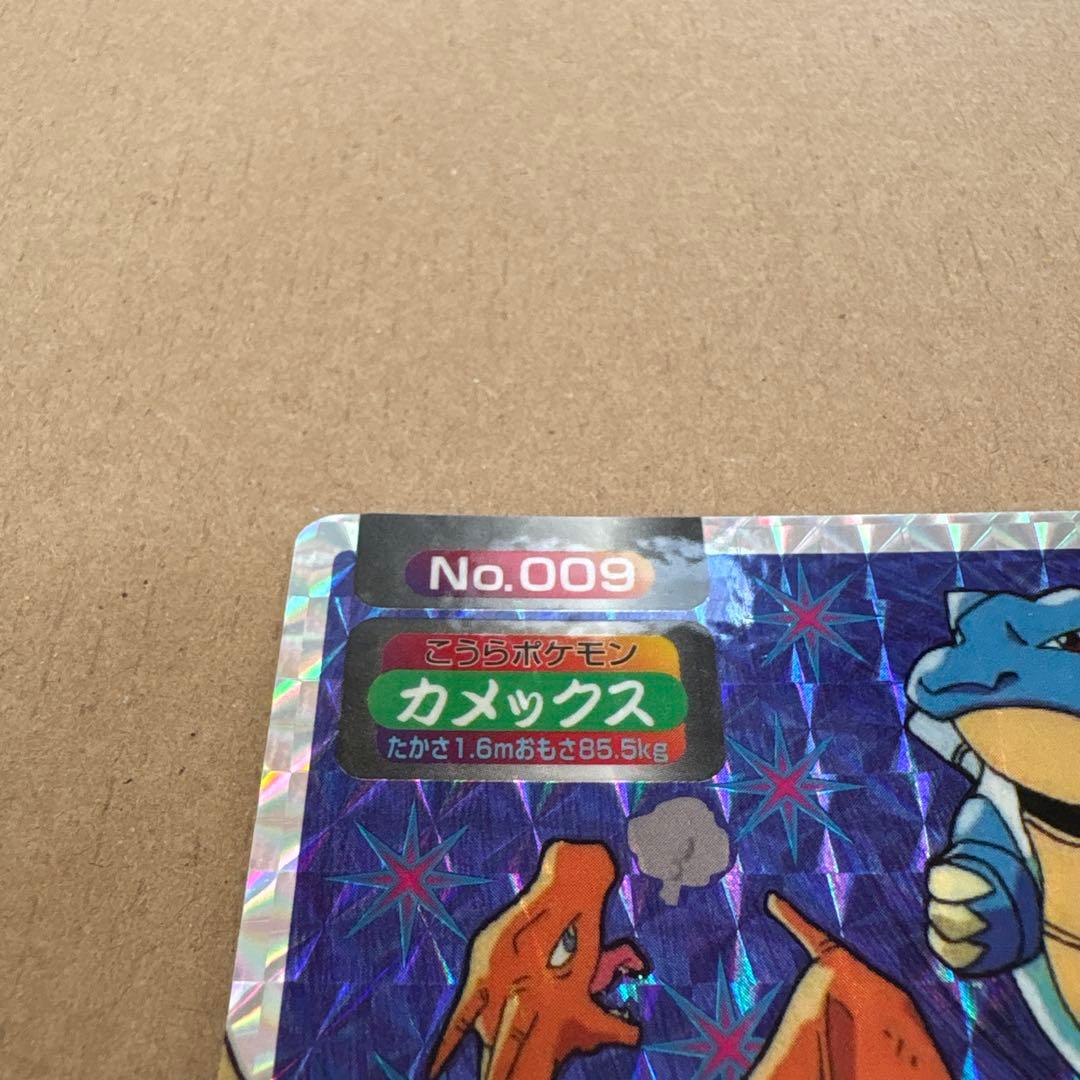 No.009
こうらポケモン
カメックス
たかさ1.6mおもさ85.5kg